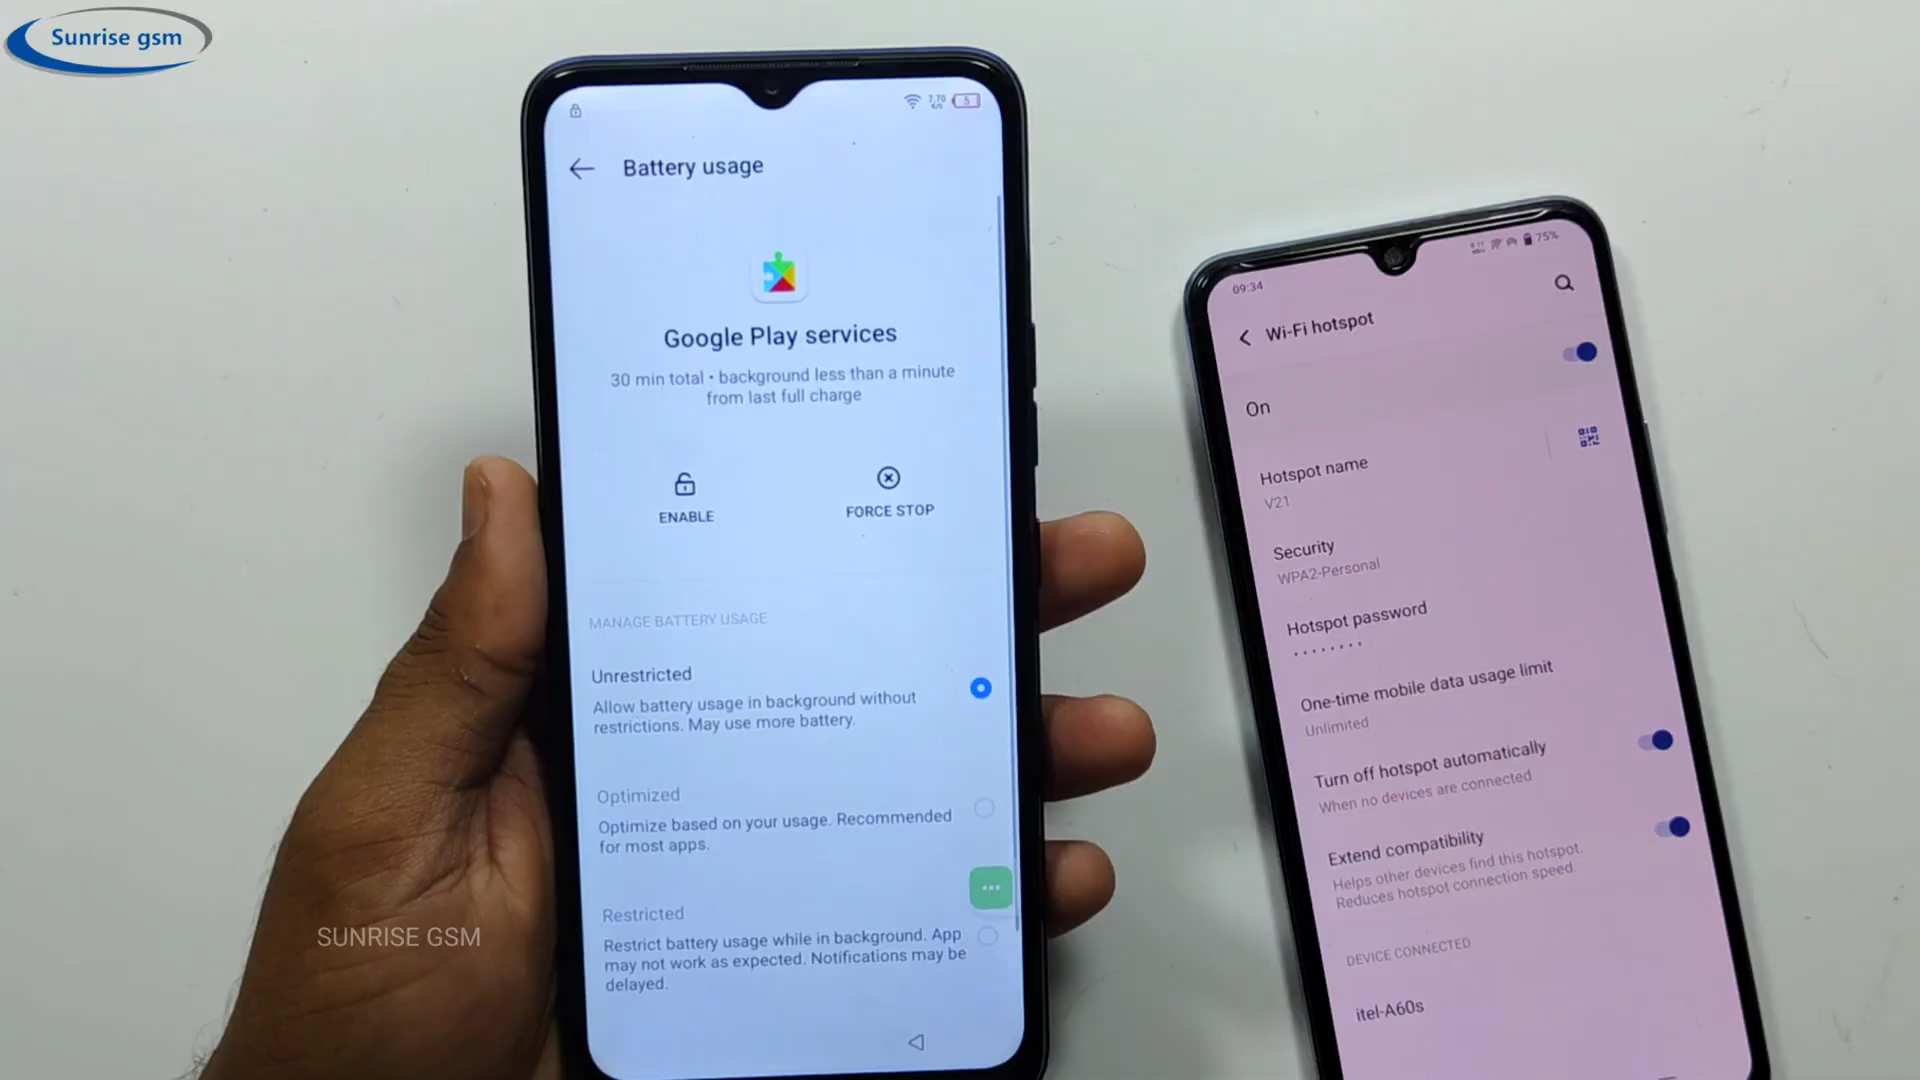 Sunrise gsm
7.70
K/S
5
Battery usage
Google Play services
30 min total • background less than a minute
from last full charge
ENABLE
FORCE STOP
MANAGE BATTERY USAGE
Unrestricted
Allow battery usage in background without
restrictions. May use more battery.
Optimized
Optimize based on your usage. Recommended
for most apps.
Restricted
Restrict battery usage while in background. App
may not work as expected. Notifications may be
delayed.
SUNRISE GSM
09:34
75%
Wi-Fi hotspot
On
Hotspot name
V21
Security
WPA2-Personal
Hotspot password
••••••••
One-time mobile data usage limit
Unlimited
Turn off hotspot automatically
When no devices are connected
Extend compatibility
Helps other devices find this hotspot.
Reduces hotspot connection speed.
DEVICE CONNECTED
itel-A60s